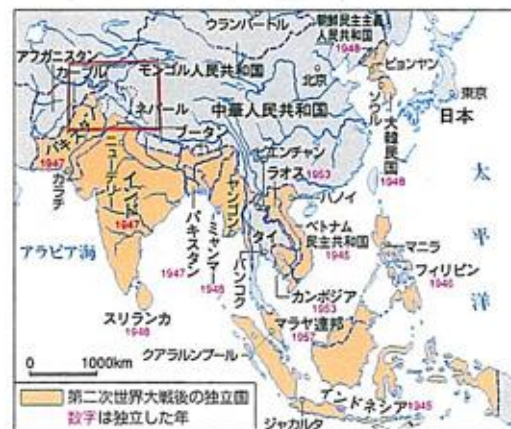 ウランバートル
朝鮮民主主義
人民共和国
1948
アフガニスタン
カーブル
モンゴル人民共和国
北京
ピョンヤン
ソウル
東京
日本
ネパール
中華人民共和国
大韓民国
1948
ブータン
パキスタン
1947
カラチ
ニューデリー
インド
1947
ヤンゴン
ビエンチャン
ラオス 1953
ハノイ
太平洋
アラビア海
パキスタン
1947
ミャンマー
1948
タイ
バンコク
ベトナム
民主共和国
1945
マニラ
フィリピン
1946
カンボジア
1953
スリランカ
1948
マラヤ連邦
1957
0 1000km
クアラルンプール
第二次世界大戦後の独立国
数字は独立した年
インドネシア 1945
ジャカルタ